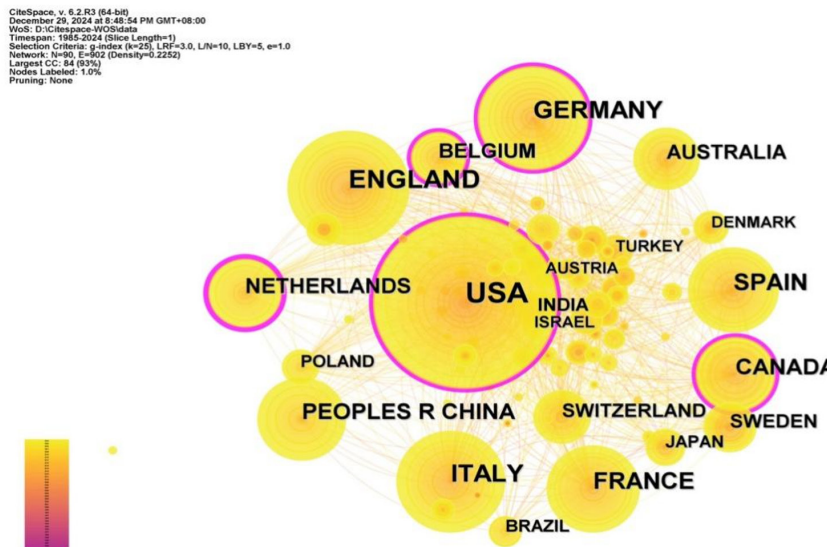 CiteSpace, v. 6.2.R3 (64-bit)
December 29, 2024 at 8:48:54 PM GMT+08:00
WoS: D:\Citespace-WOS\data
Timespan: 1985-2024 (Slice Length=1)
Selection Criteria: g-index (k=25), LRF=3.0, L/N=10, LBY=5, e=1.0
Network: N=90, E=902 (Density=0.2252)
Largest CC: 84 (93%)
Nodes Labeled: 1.0%
Pruning: None
GERMANY
BELGIUM
AUSTRALIA
ENGLAND
DENMARK
TURKEY
AUSTRIA
NETHERLANDS
SPAIN
USA
INDIA
ISRAEL
POLAND
CANADA
PEOPLES R CHINA
SWITZERLAND
SWEDEN
JAPAN
ITALY
FRANCE
BRAZIL